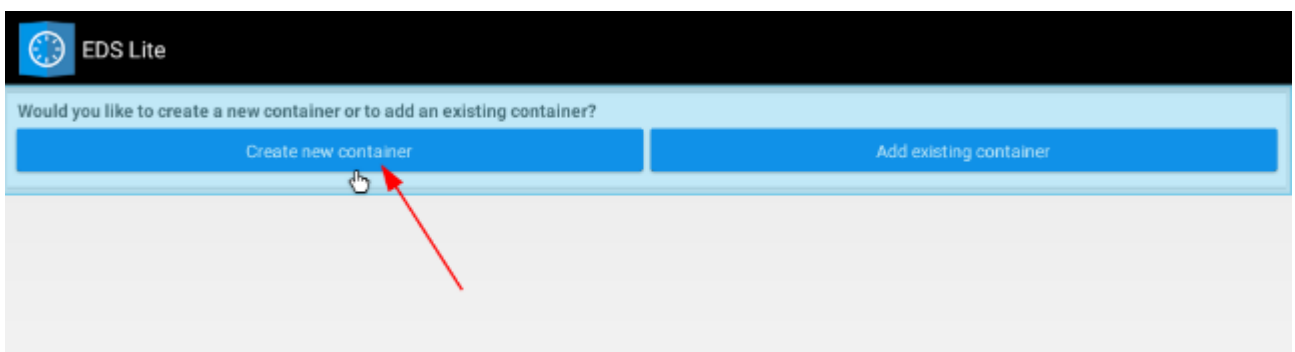 EDS Lite
Would you like to create a new container or to add an existing container?
Create new container
Add existing container